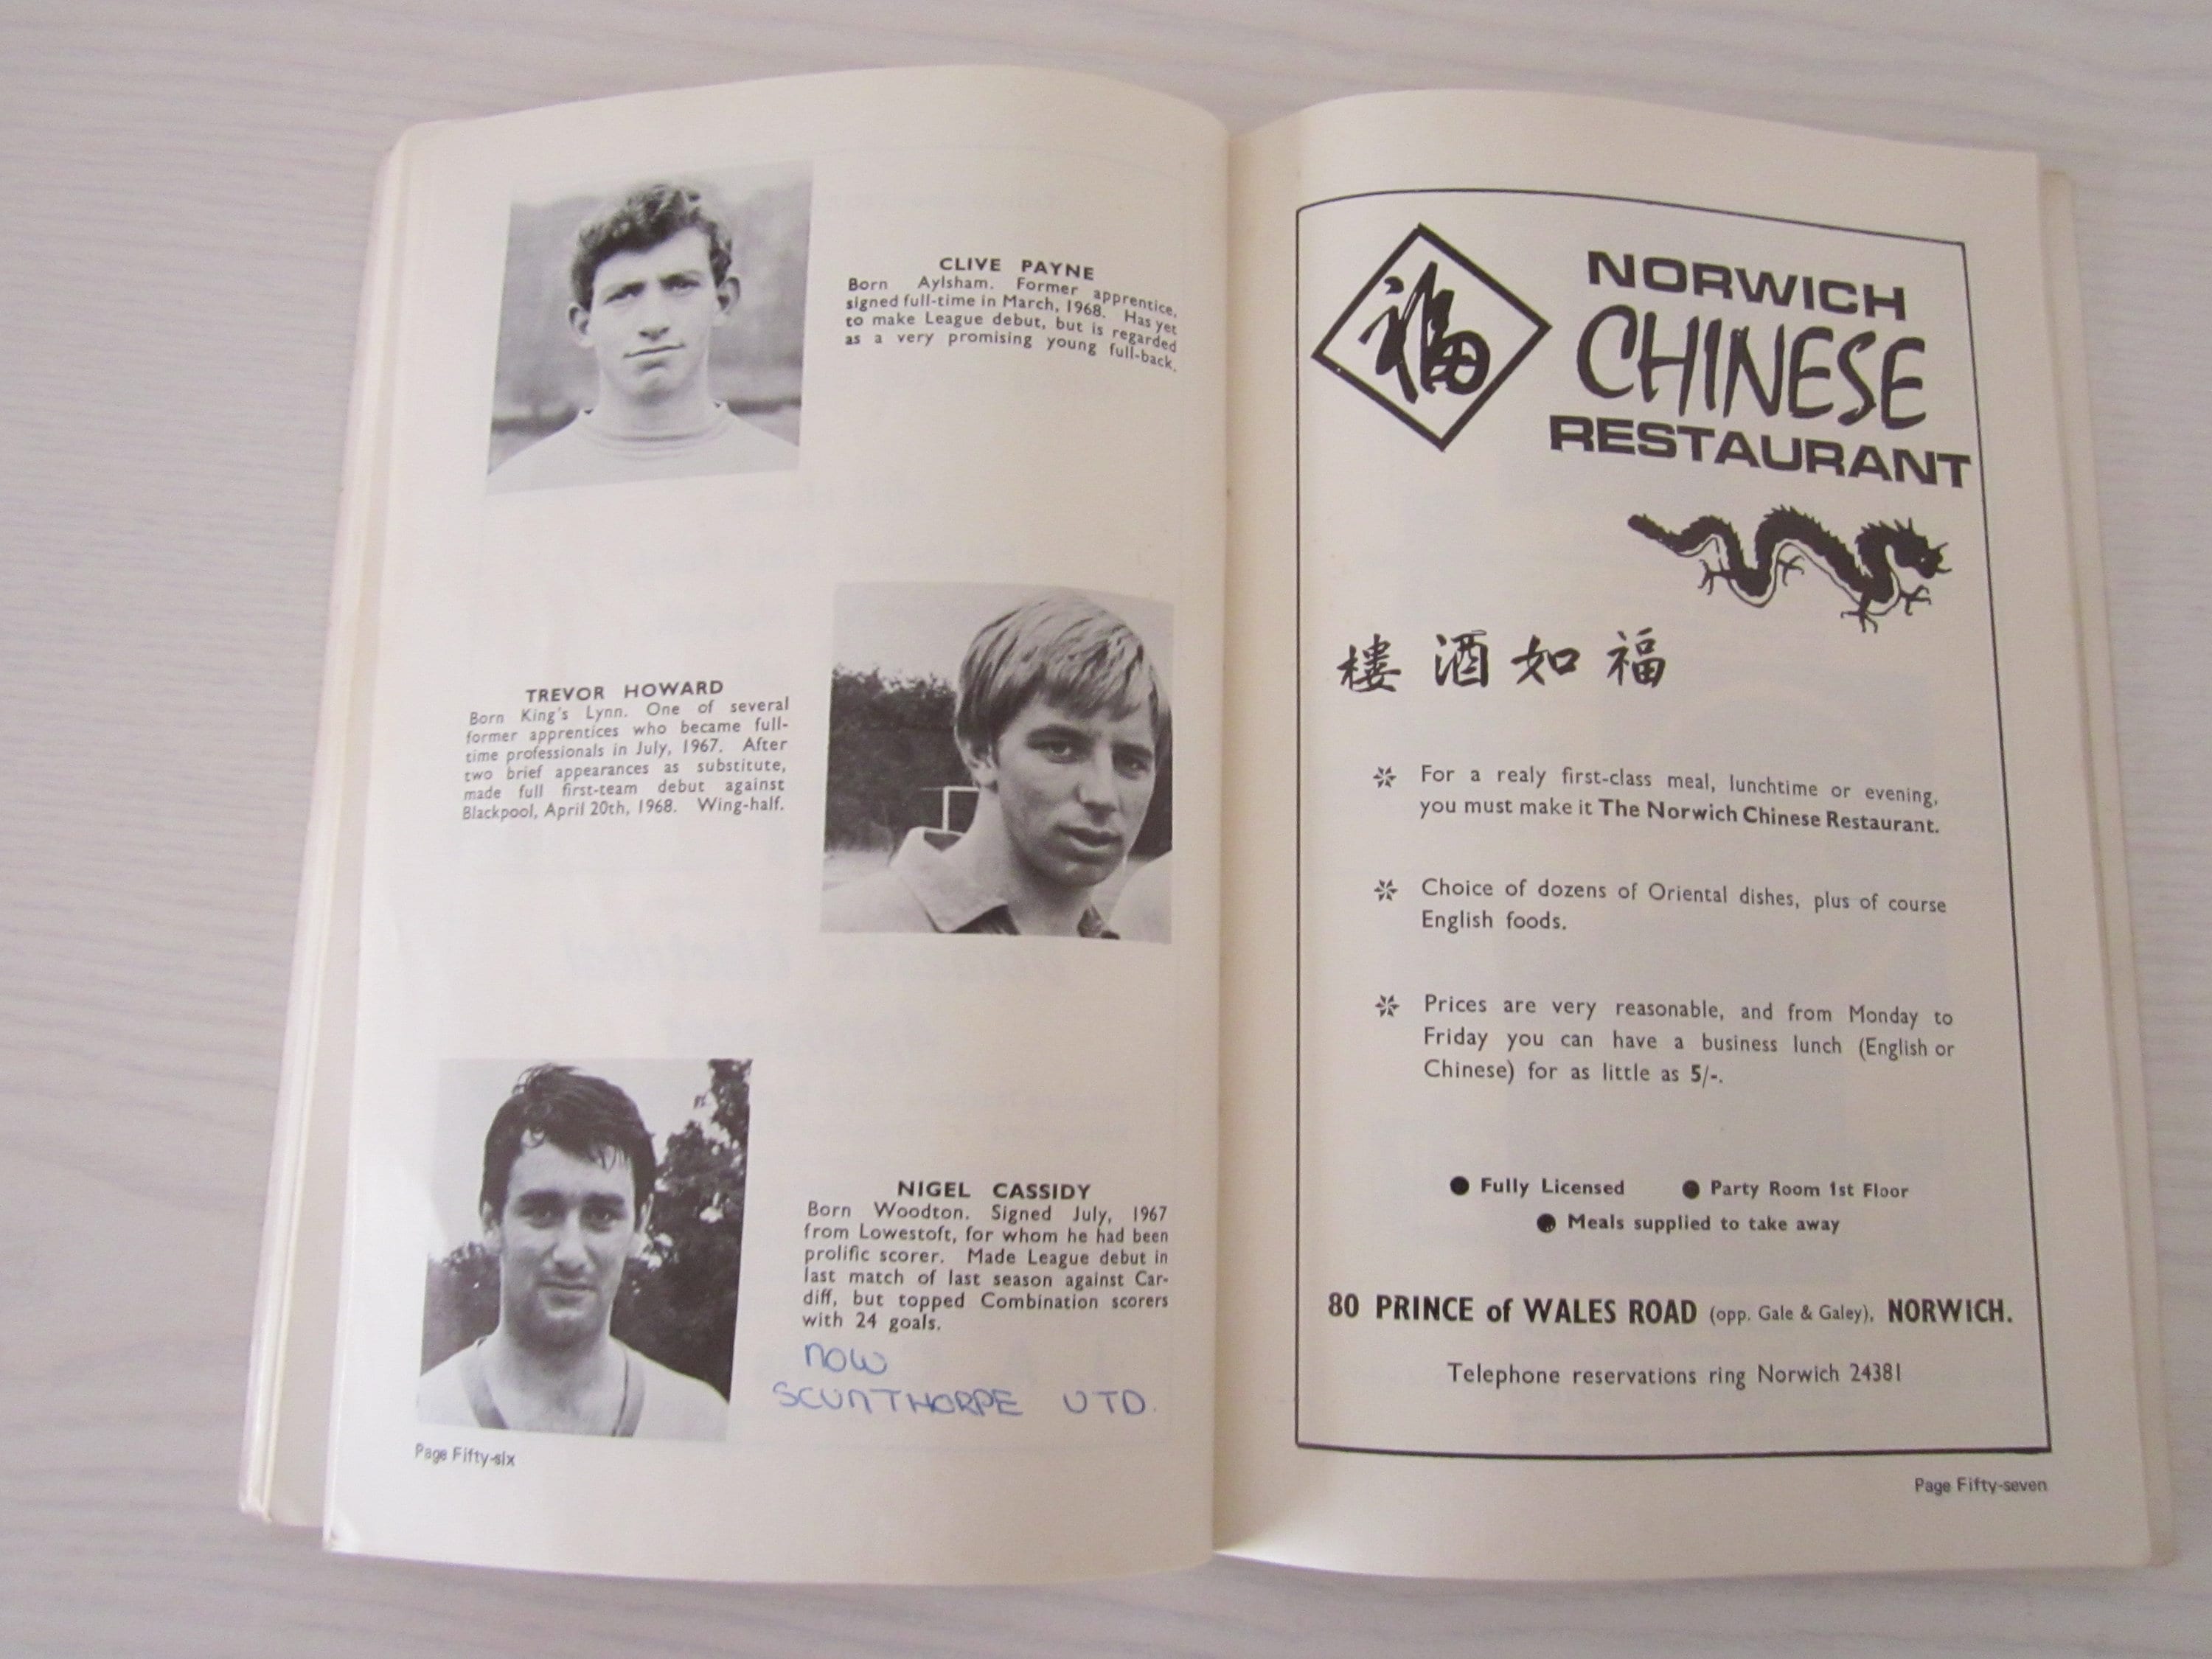 CLIVE PAYNE
Born Aylsham. Former apprentice,
signed full-time in March, 1968. Has yet
to make League debut, but is regarded
as a very promising young full-back.
TREVOR HOWARD
Born King's Lynn. One of several
former apprentices who became full-
time professionals in July, 1967. After
two brief appearances as substitute,
made full first-team debut against
Blackpool, April 20th, 1968. Wing-half.
NIGEL CASSIDY
Born Woodton. Signed July, 1967
from Lowestoft, for whom he had been
prolific scorer. Made League debut in
last match of last season against Car-
diff, but topped Combination scorers
with 24 goals.
NOW
SCUNTHORPE UTD.
Page Fifty-six
福
NORWICH
CHINESE
RESTAURANT
樓酒如福
For a realy first-class meal, lunchtime or evening,
you must make it The Norwich Chinese Restaurant.
Choice of dozens of Oriental dishes, plus of course
English foods.
Prices are very reasonable, and from Monday to
Friday you can have a business lunch (English or
Chinese) for as little as 5/-.
● Fully Licensed ● Party Room 1st Floor
● Meals supplied to take away
80 PRINCE of WALES ROAD (opp. Gale & Galey), NORWICH.
Telephone reservations ring Norwich 24381
Page Fifty-seven